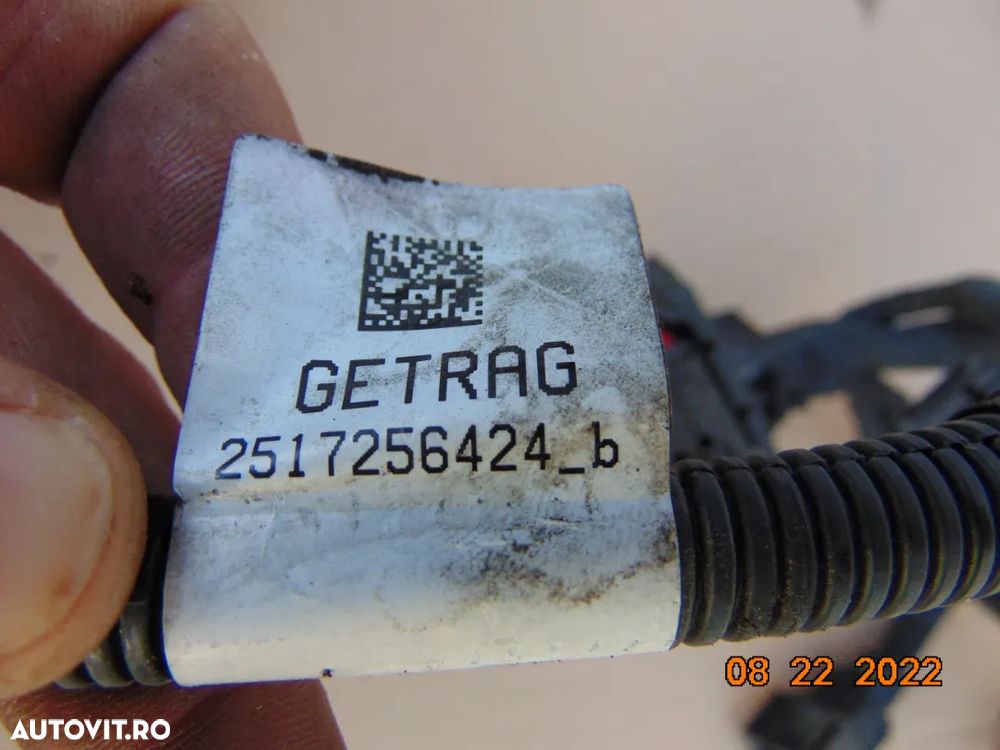 GETRAG
2517256424_b
08 22 2022
AUTOVIT.RO